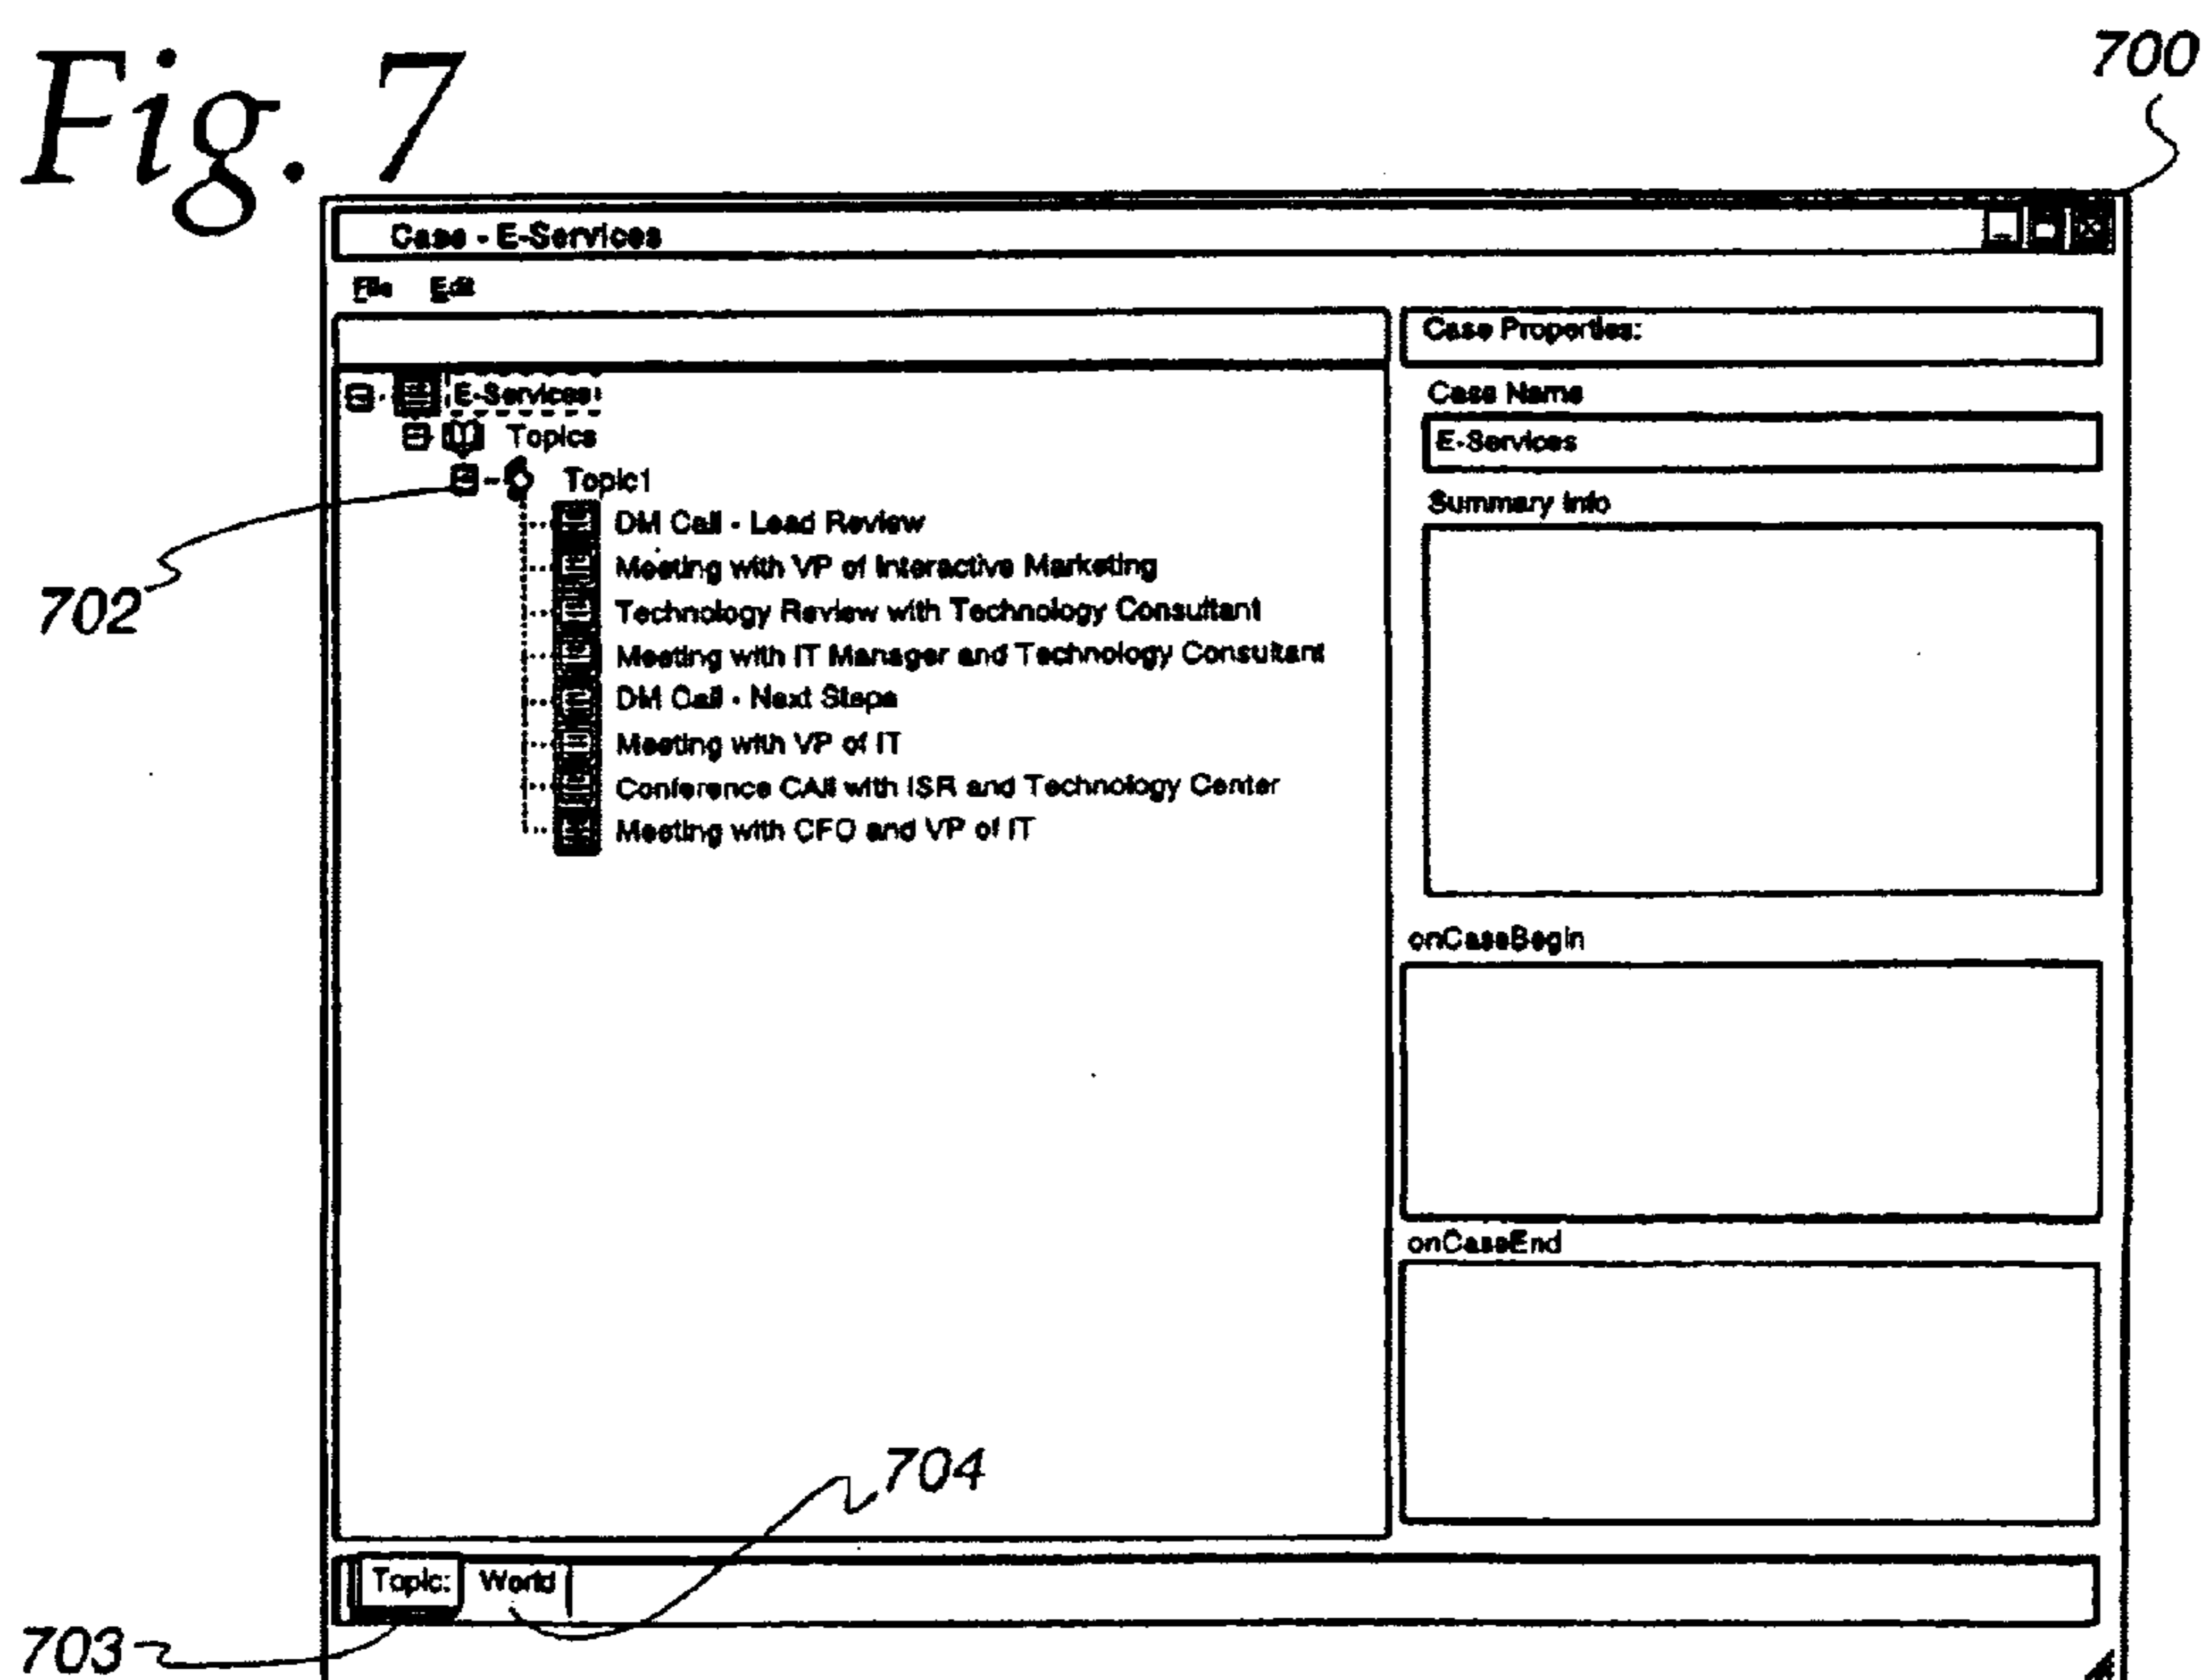 Fig. 7
700
Case - E-Services
File Edit
Case Properties:
E-Services
Topics
Topic1
DM Call - Lead Review
Meeting with VP of Interactive Marketing
Technology Review with Technology Consultant
Meeting with IT Manager and Technology Consultant
DM Call - Next Steps
Meeting with VP of IT
Conference CAll with ISR and Technology Center
Meeting with CFO and VP of IT
702
Case Name
E-Services
Summary Info
onCaseBegin
onCaseEnd
704
Topic: World
703